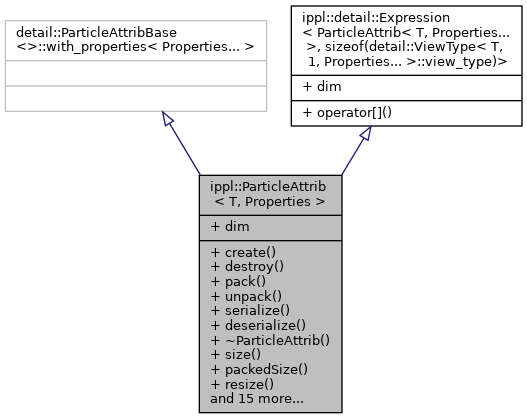 detail::ParticleAttribBase
<>::with_properties< Properties... >
ippl::detail::Expression
< ParticleAttrib< T, Properties...
>, sizeof(detail::ViewType< T,
1, Properties... >::view_type)>
+ dim
+ operator[]()
ippl::ParticleAttrib
< T, Properties >
+ dim
+ create()
+ destroy()
+ pack()
+ unpack()
+ serialize()
+ deserialize()
+ ~ParticleAttrib()
+ size()
+ packedSize()
+ resize()
and 15 more...